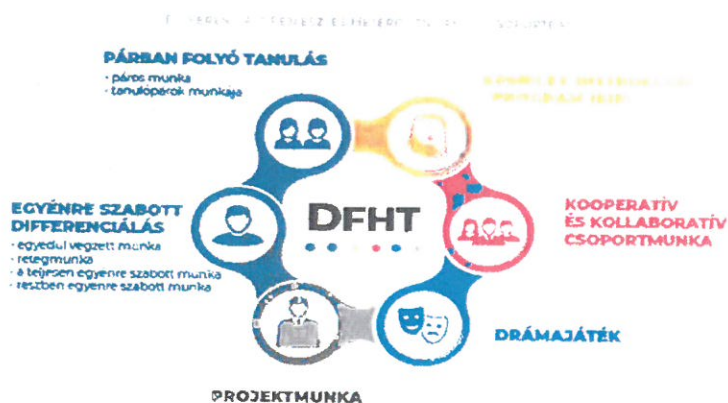 PÁRBAN FOLYÓ TANULÁS
- páros munka
- tanulópárok munkája
EGYÉNRE SZABOTT
DIFFERENCIÁLÁS
- egyedül végzett munka
- rétegmunka
- a teljesen egyénre szabott munka
- részben egyénre szabott munka
DFHT
KOOPERATÍV
ÉS KOLLABORATÍV
CSOPORTMUNKA
DRÁMAJÁTÉK
PROJEKTMUNKA